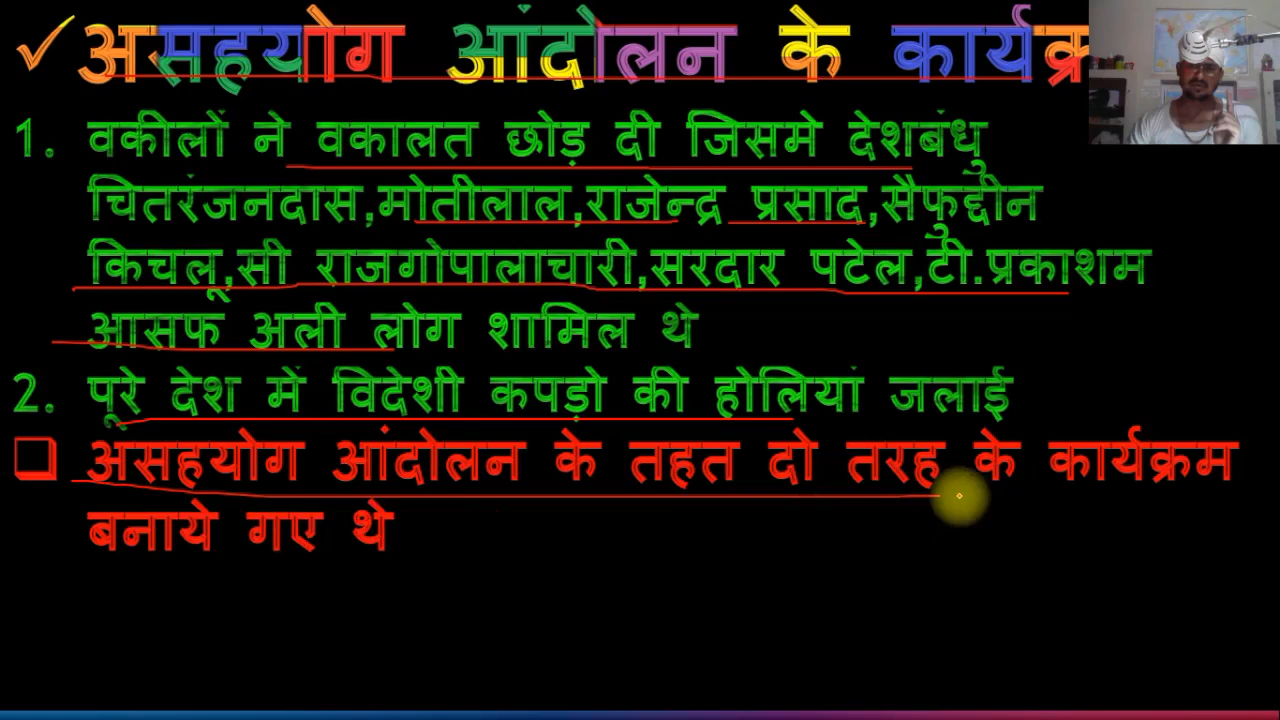 ✓असहयोग आंदोलन के कार्यक्र
1. वकीलों ने वकालत छोड़ दी जिसमे देशबंधु
चितरंजनदास,मोतीलाल,राजेन्द्र प्रसाद,सैफुद्दीन
किचलू,सी राजगोपालाचारी,सरदार पटेल,टी.प्रकाशम
आसफ अली लोग शामिल थे
2. पूरे देश में विदेशी कपड़ो की होलियां जलाई
❑ असहयोग आंदोलन के तहत दो तरह के कार्यक्रम
बनाये गए थे